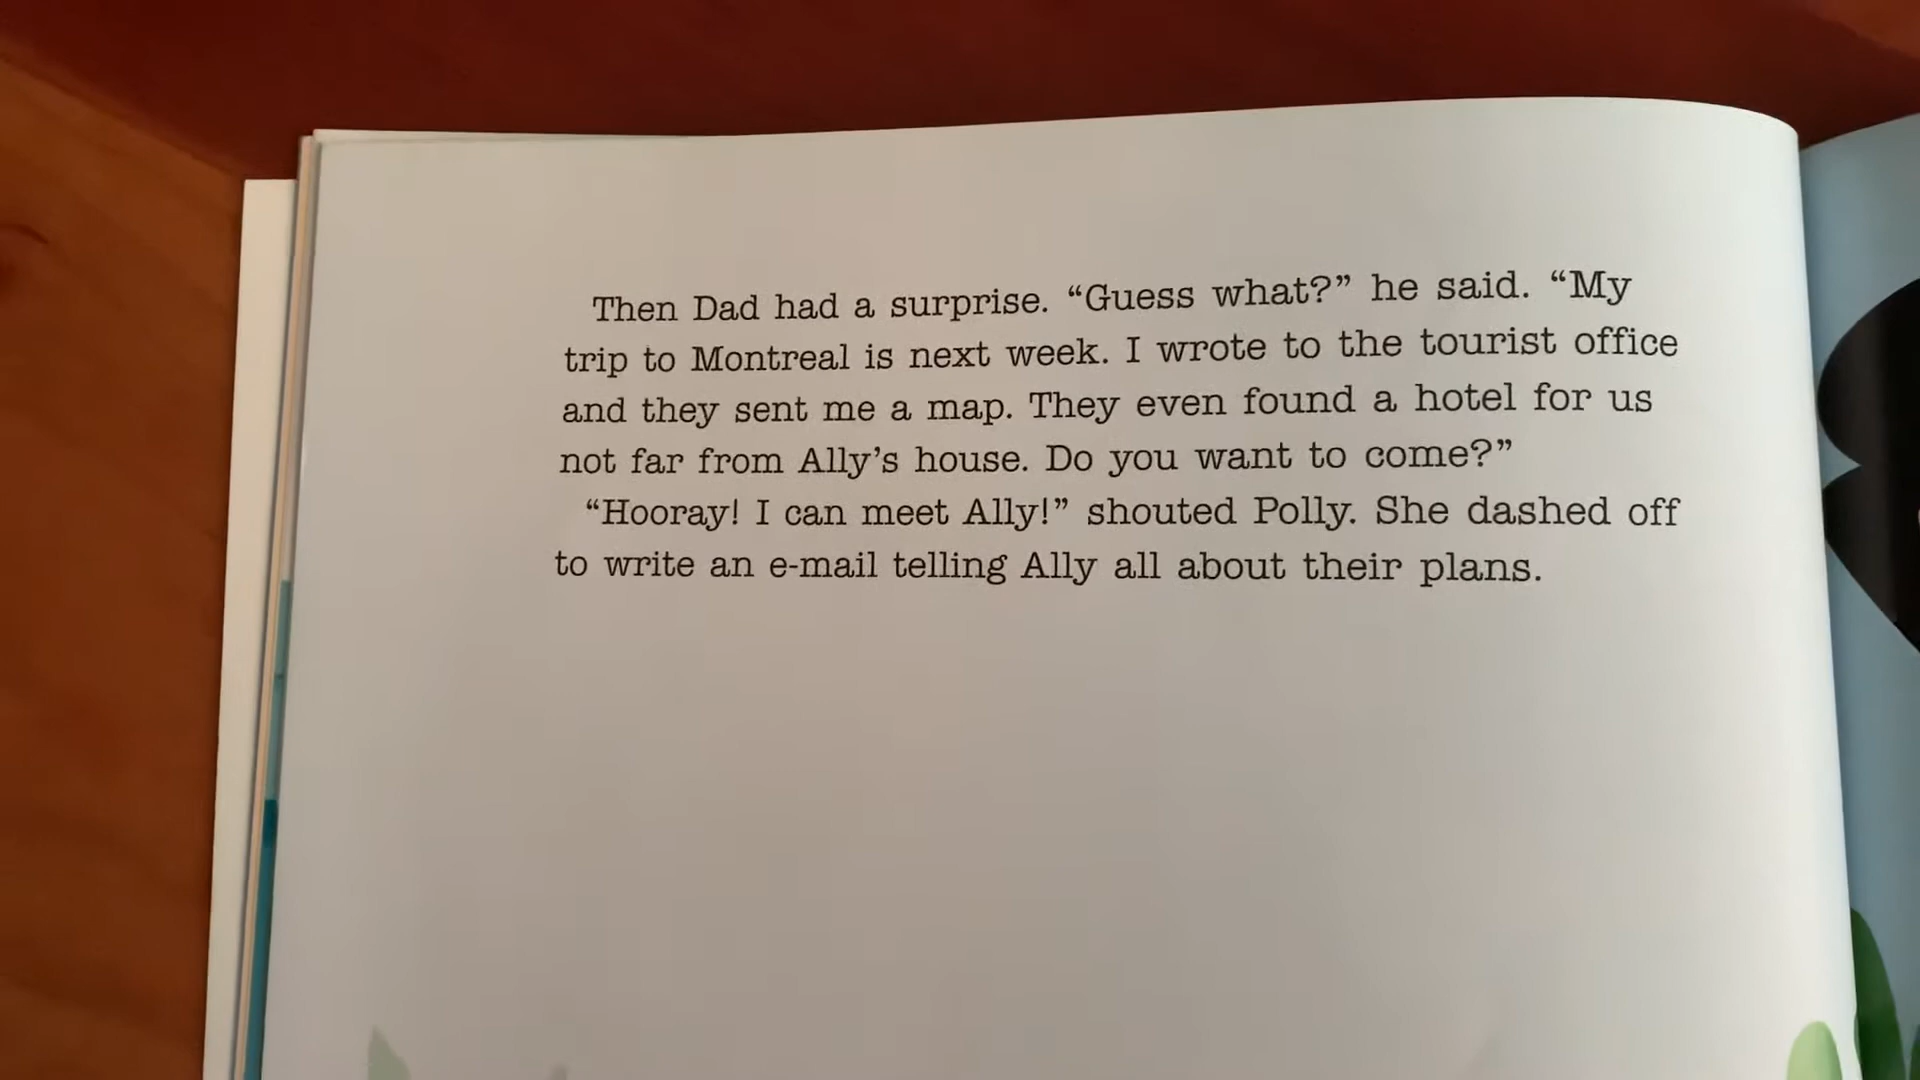 Then Dad had a surprise. “Guess what?” he said. “My
trip to Montreal is next week. I wrote to the tourist office
and they sent me a map. They even found a hotel for us
not far from Ally’s house. Do you want to come?”
“Hooray! I can meet Ally!” shouted Polly. She dashed off
to write an e-mail telling Ally all about their plans.